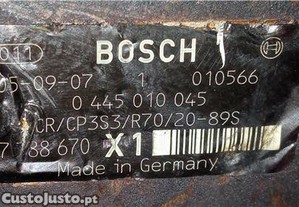 011
BOSCH
05-09-07 1 010566
0 445 010 045
CR/CP3S3/R70/20-89S
7 788 670 X1
Made in Germany
CustoJusto.pt